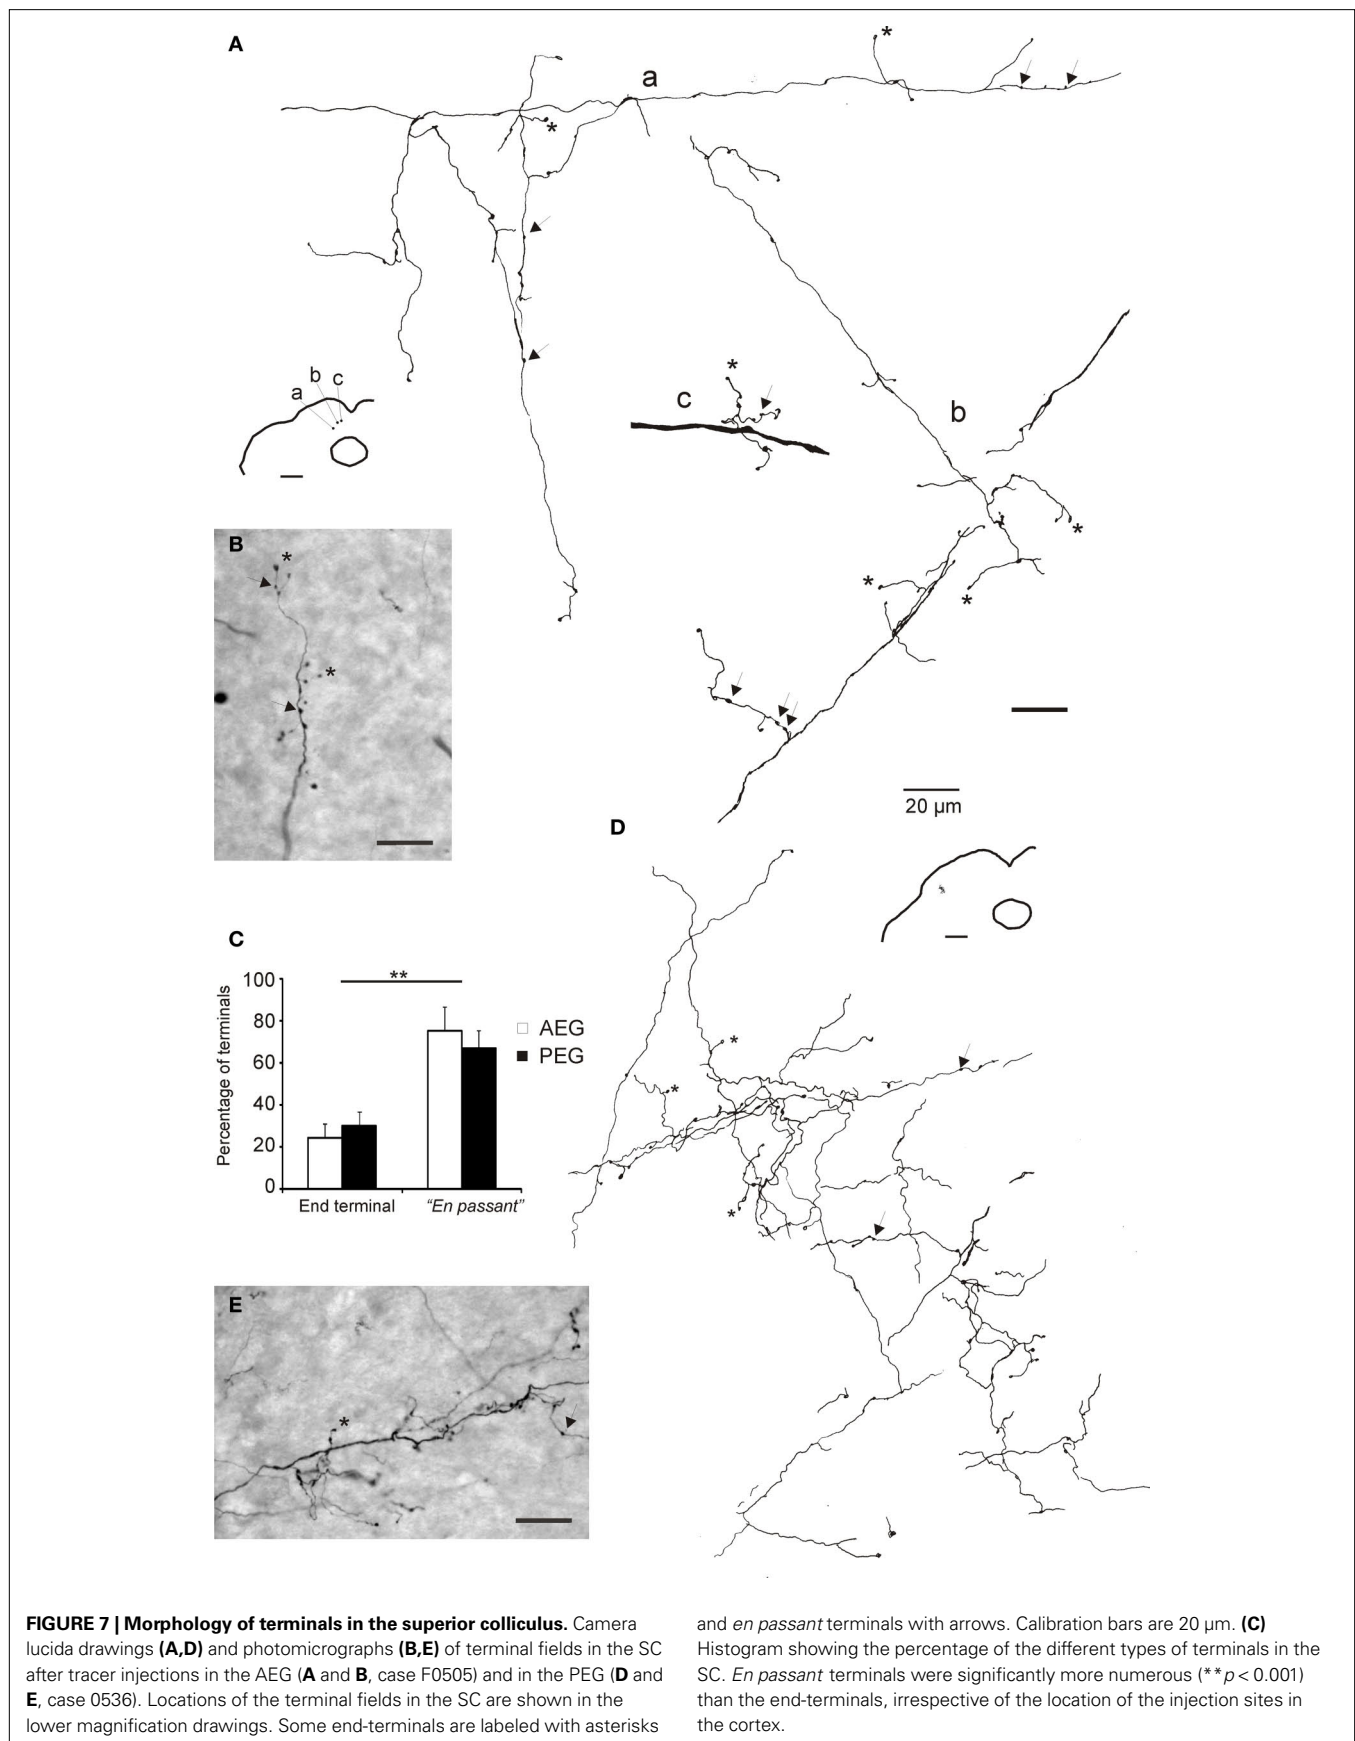 A
a
*
*
b
c
a
*
c
b
*
*
*
B
*
*
20 µm
D
C
100
80
60
40
20
0
Percentage of terminals
**
AEG
PEG
End terminal
“En passant”
*
*
*
E
*
FIGURE 7 | Morphology of terminals in the superior colliculus. Camera
lucida drawings (A,D) and photomicrographs (B,E) of terminal fields in the SC
after tracer injections in the AEG (A and B, case F0505) and in the PEG (D and
E, case 0536). Locations of the terminal fields in the SC are shown in the
lower magnification drawings. Some end-terminals are labeled with asterisks
and en passant terminals with arrows. Calibration bars are 20 µm. (C)
Histogram showing the percentage of the different types of terminals in the
SC. En passant terminals were significantly more numerous (**p < 0.001)
than the end-terminals, irrespective of the location of the injection sites in
the cortex.